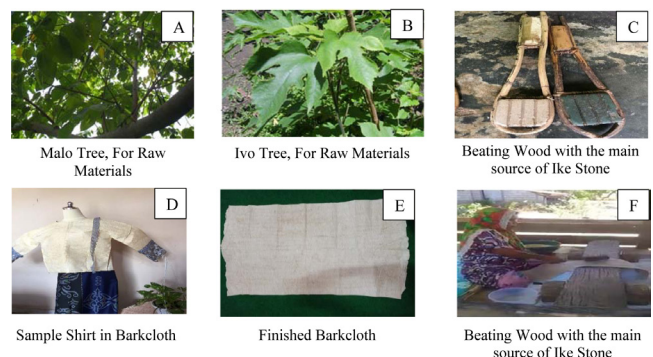 A
B
C
Malo Tree, For Raw
Materials
Ivo Tree, For Raw Materials
Beating Wood with the main
source of Ike Stone
D
E
F
Sample Shirt in Barkcloth
Finished Barkcloth
Beating Wood with the main
source of Ike Stone